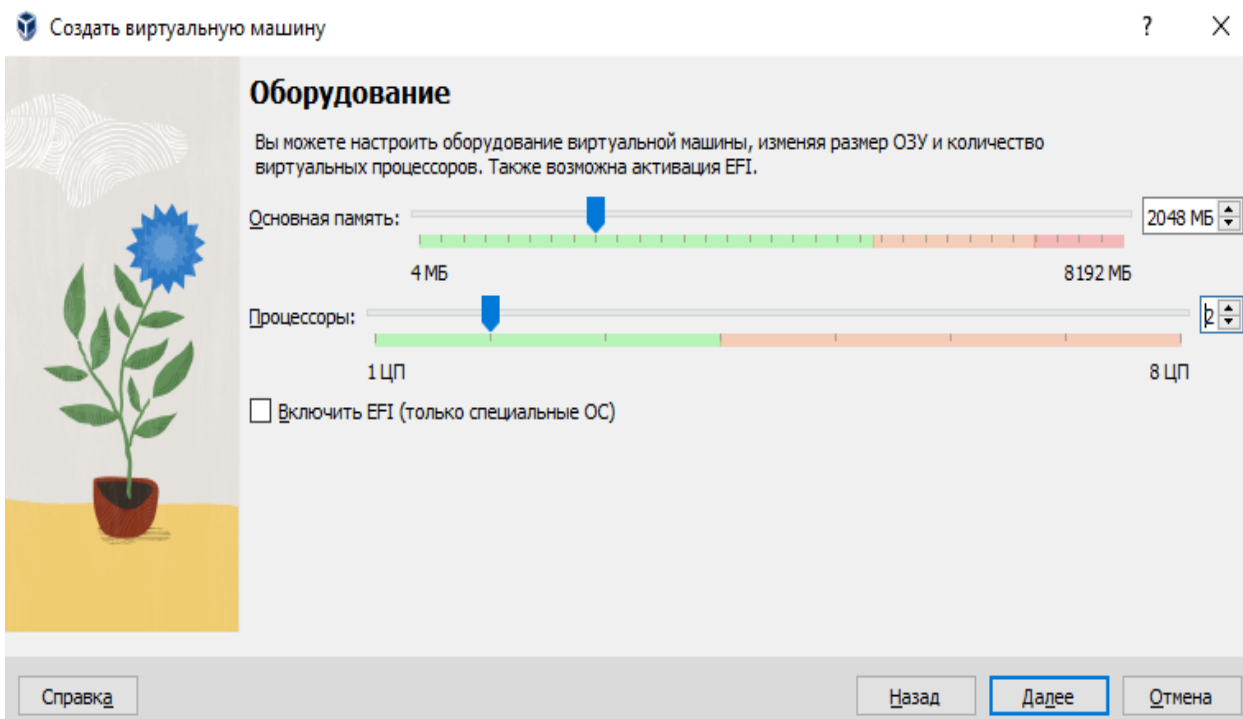 Создать виртуальную машину
?
Оборудование
Вы можете настроить оборудование виртуальной машины, изменяя размер ОЗУ и количество
виртуальных процессоров. Также возможна активация EFI.
Основная память:
2048 МБ
4 МБ
8192 МБ
Процессоры:
2
1 ЦП
8 ЦП
Включить EFI (только специальные ОС)
Справка
Назад
Далее
Отмена